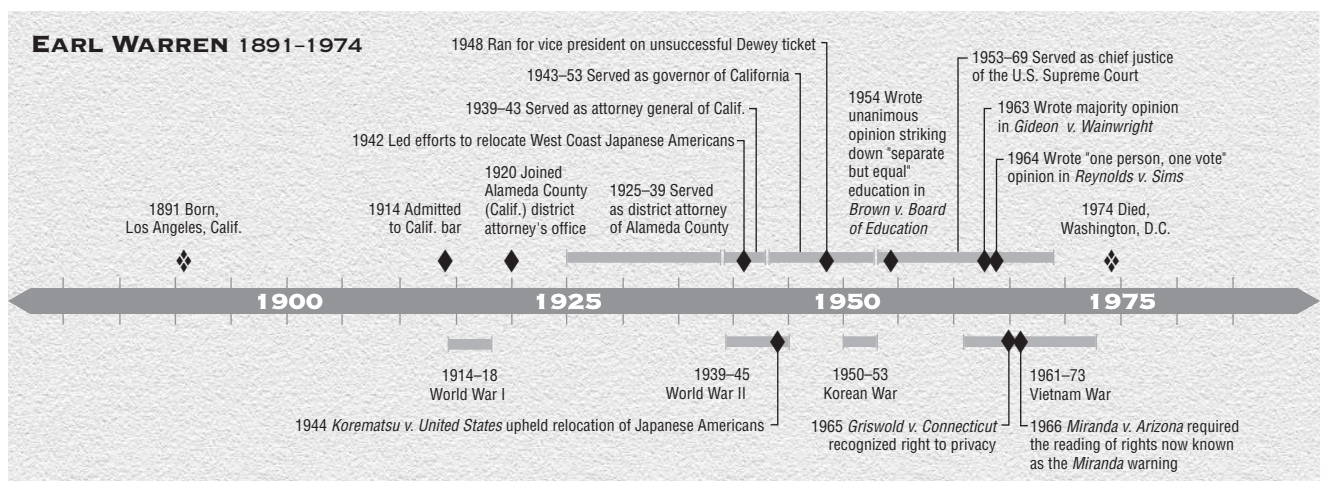 EARL WARREN 1891–1974
1948 Ran for vice president on unsuccessful Dewey ticket
1943–53 Served as governor of California
1939–43 Served as attorney general of Calif.
1942 Led efforts to relocate West Coast Japanese Americans
1953–69 Served as chief justice
of the U.S. Supreme Court
1954 Wrote
unanimous
opinion striking
down "separate
but equal"
education in
Brown v. Board
of Education
1963 Wrote majority opinion
in Gideon v. Wainwright
1964 Wrote "one person, one vote"
opinion in Reynolds v. Sims
1891 Born,
Los Angeles, Calif.
1914 Admitted
to Calif. bar
1920 Joined
Alameda County
(Calif.) district
attorney's office
1925–39 Served
as district attorney
of Alameda County
1974 Died,
Washington, D.C.
1900 1925 1950 1975
1914–18
World War I
1939–45
World War II
1950–53
Korean War
1961–73
Vietnam War
1944 Korematsu v. United States upheld relocation of Japanese Americans
1965 Griswold v. Connecticut
recognized right to privacy
1966 Miranda v. Arizona required
the reading of rights now known
as the Miranda warning